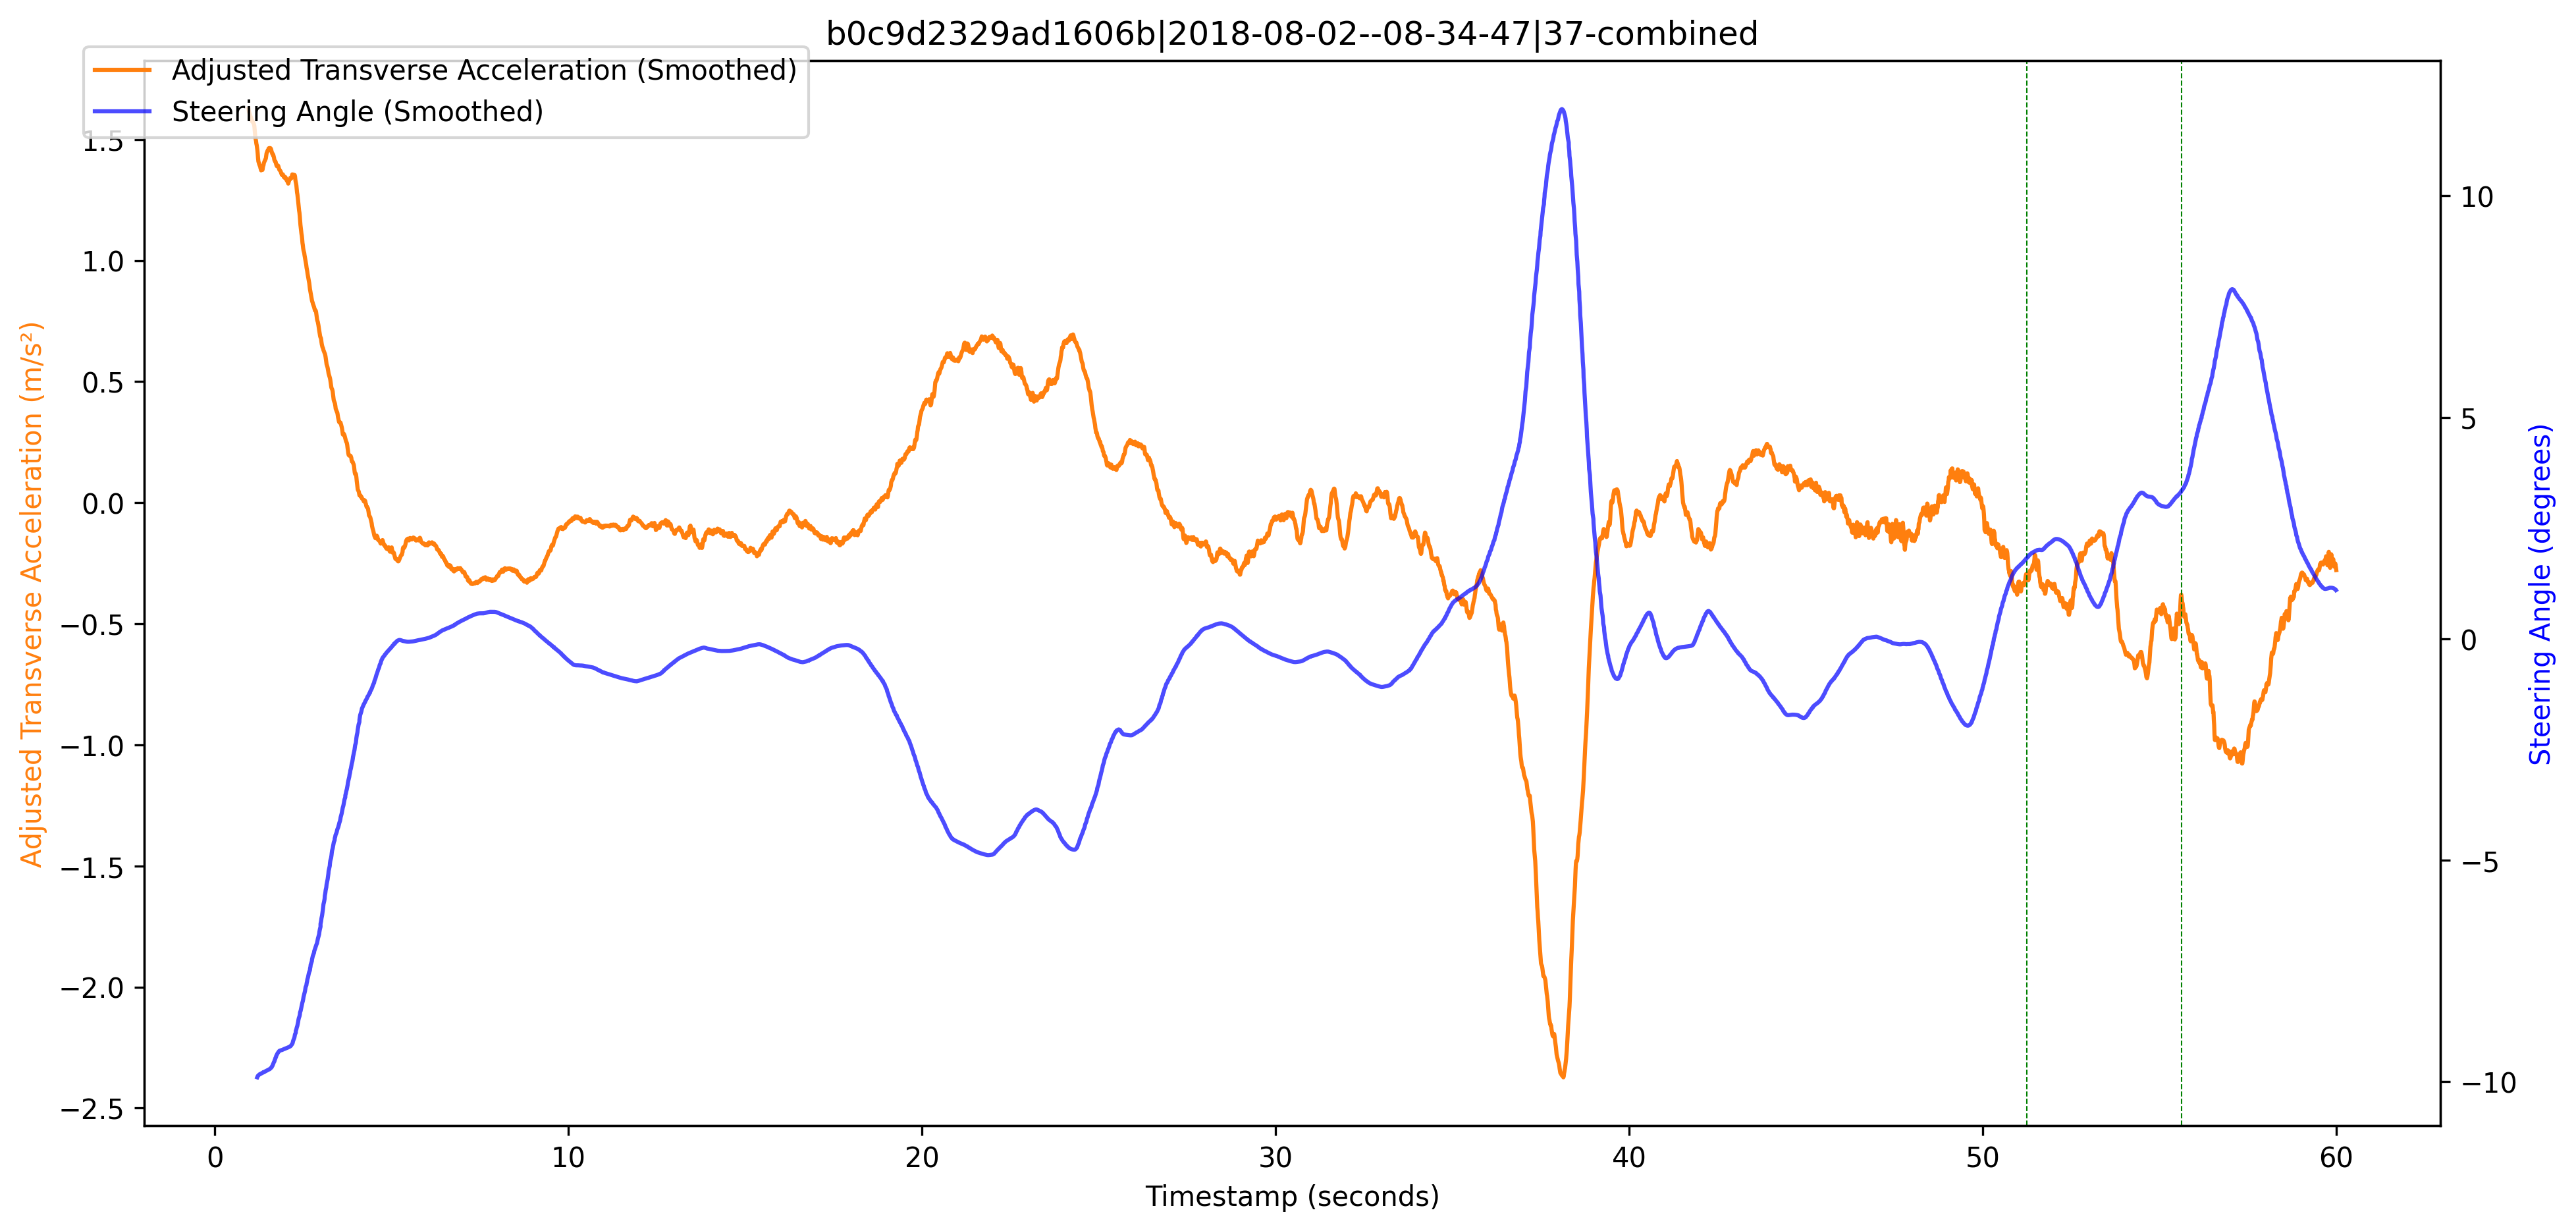 b0c9d2329ad1606b|2018-08-02--08-34-47|37-combined
Adjusted Transverse Acceleration (Smoothed)
Steering Angle (Smoothed)
Adjusted Transverse Acceleration (m/s²)
1.5
1.0
0.5
0.0
−0.5
−1.0
−1.5
−2.0
−2.5
10
5
0
−5
−10
Steering Angle (degrees)
0 10 20 30 40 50 60
Timestamp (seconds)